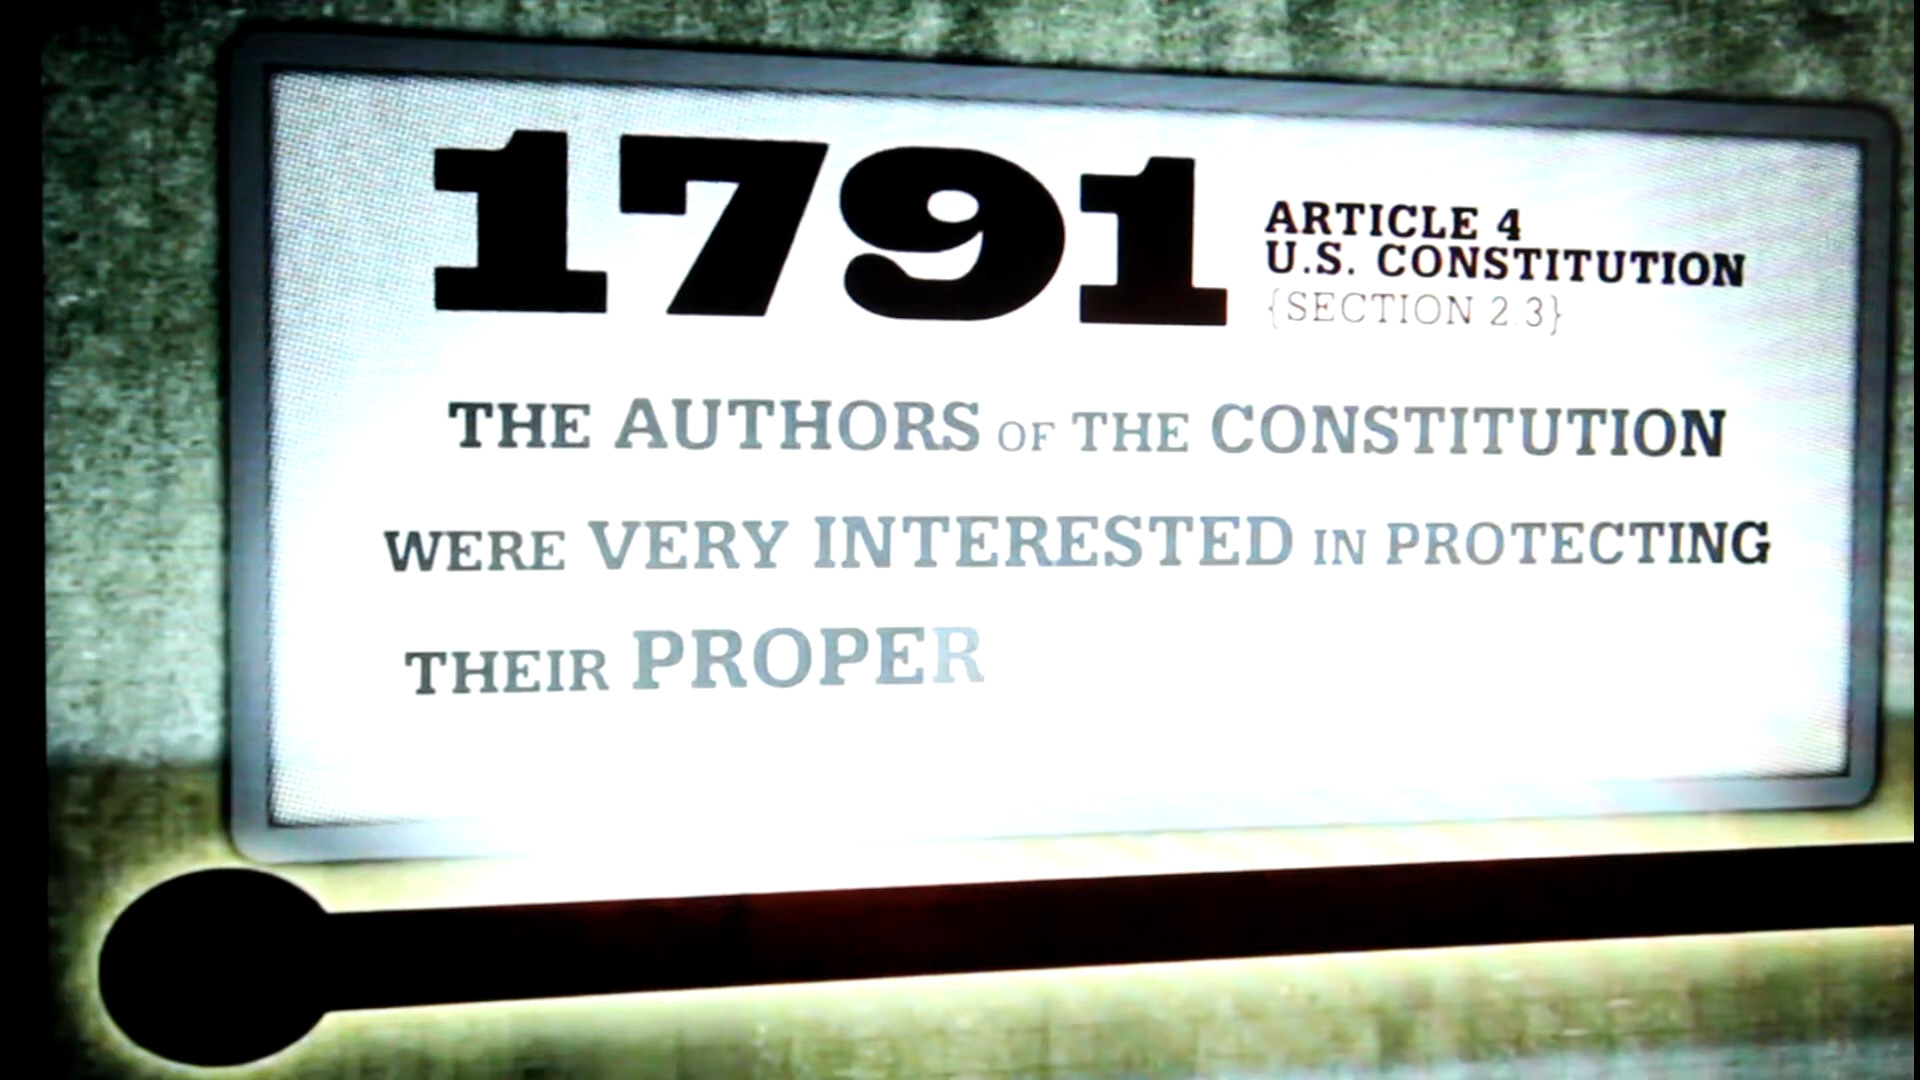 1791
ARTICLE 4
U.S. CONSTITUTION
{SECTION 2.3}
THE AUTHORS OF THE CONSTITUTION
WERE VERY INTERESTED IN PROTECTING
THEIR PROPER